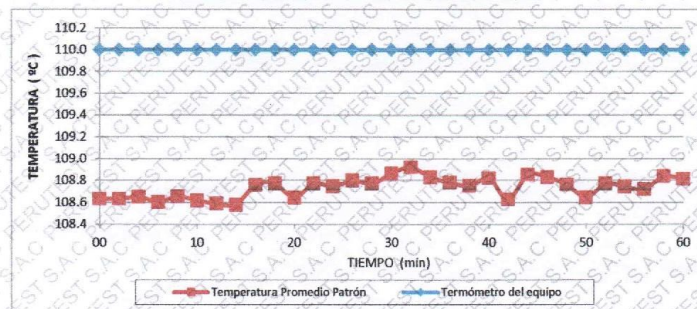 TEMPERATURA ( ºC )
110.2
110.0
109.8
109.6
109.4
109.2
109.0
108.8
108.6
108.4
00 10 20 30 40 50 60
TIEMPO (min)
Temperatura Promedio Patrón Termómetro del equipo
PERUTEST S.A.C